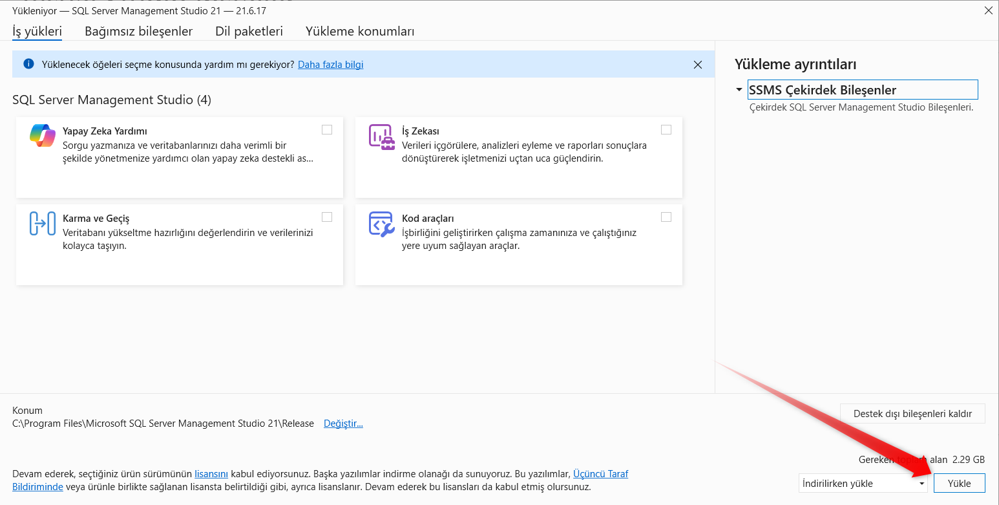 Yükleniyor — SQL Server Management Studio 21 — 21.6.17
İş yükleri
Bağımsız bileşenler
Dil paketleri
Yükleme konumları
Yüklenecek öğeleri seçme konusunda yardım mı gerekiyor? Daha fazla bilgi
SQL Server Management Studio (4)
Yapay Zeka Yardımı
Sorgu yazmanıza ve veritabanlarınızı daha verimli bir
şekilde yönetmenize yardımcı olan yapay zeka destekli as...
İş Zekası
Verileri içgörülere, analizleri eyleme ve raporları sonuçlara
dönüştürerek işletmenizi uçtan uca güçlendirin.
Karma ve Geçiş
Veritabanı yükseltme hazırlığını değerlendirin ve verilerinizi
kolayca taşıyın.
Kod araçları
İşbirliğini geliştirirken çalışma zamanınıza ve çalıştığınız
yere uyum sağlayan araçlar.
Yükleme ayrıntıları
SSMS Çekirdek Bileşenler
Çekirdek SQL Server Management Studio Bileşenleri.
Konum
C:\Program Files\Microsoft SQL Server Management Studio 21\Release Değiştir...
Destek dışı bileşenleri kaldır
Gereken toplam alan 2.29 GB
Devam ederek, seçtiğiniz ürün sürümünün lisansını kabul ediyorsunuz. Başka yazılımlar indirme olanağı da sunuyoruz. Bu yazılımlar, Üçüncü Taraf
Bildiriminde veya ürünle birlikte sağlanan lisansta belirtildiği gibi, ayrıca lisanslanır. Devam ederek bu lisansları da kabul etmiş olursunuz.
İndirilirken yükle
Yükle